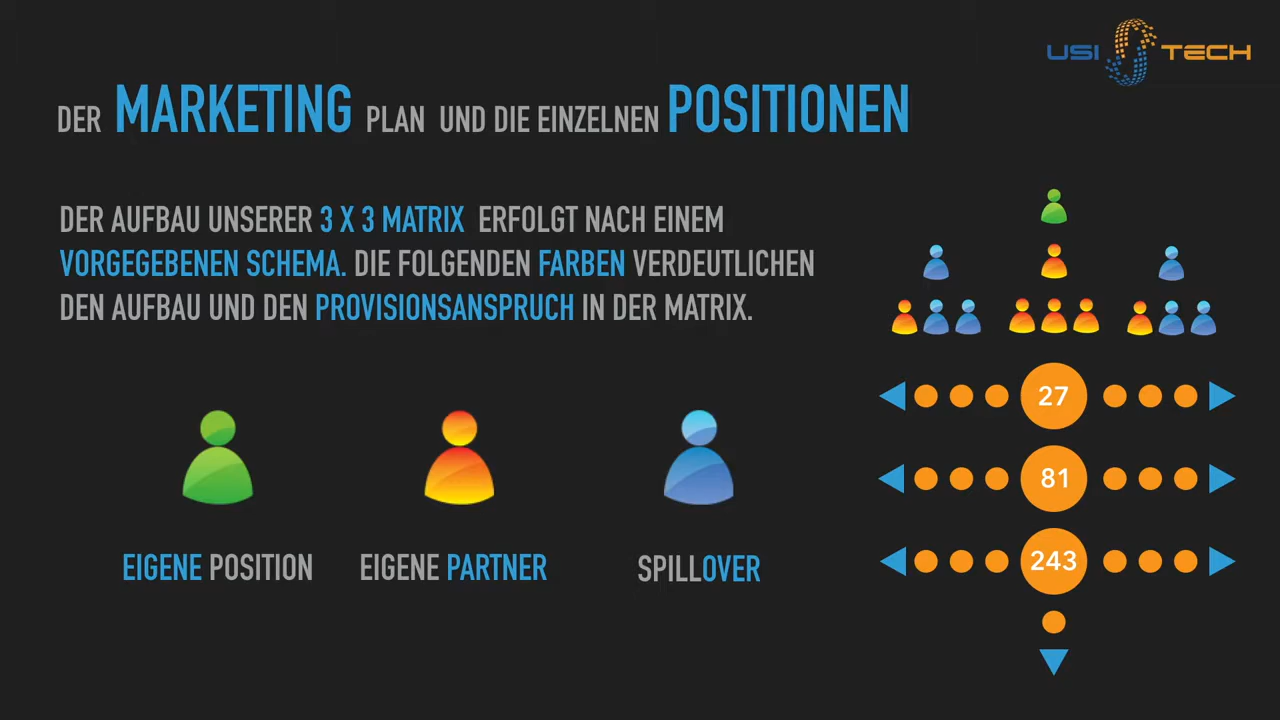 USI TECH
DER MARKETING PLAN UND DIE EINZELNEN POSITIONEN
DER AUFBAU UNSERER 3 X 3 MATRIX ERFOLGT NACH EINEM
VORGEGEBENEN SCHEMA. DIE FOLGENDEN FARBEN VERDEUTLICHEN
DEN AUFBAU UND DEN PROVISIONSANSPRUCH IN DER MATRIX.
EIGENE POSITION
EIGENE PARTNER
SPILLOVER
27
81
243